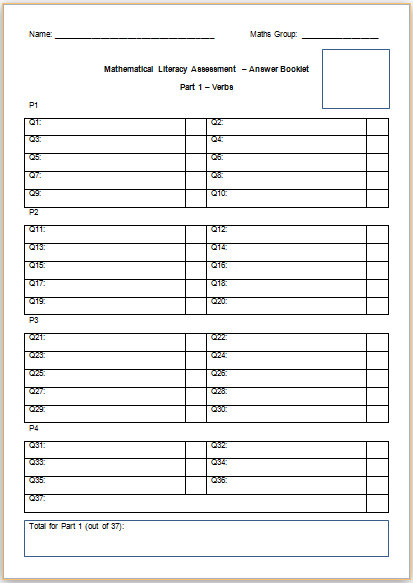 Name: ________________________________ Maths Group: ________________
Mathematical Literacy Assessment – Answer Booklet
Part 1 – Verbs
P1
Q1: Q2:
Q3: Q4:
Q5: Q6:
Q7: Q8:
Q9: Q10:
P2
Q11: Q12:
Q13: Q14:
Q15: Q16:
Q17: Q18:
Q19: Q20:
P3
Q21: Q22:
Q23: Q24:
Q25: Q26:
Q27: Q28:
Q29: Q30:
P4
Q31: Q32:
Q33: Q34:
Q35: Q36:
Q37:
Total for Part 1 (out of 37):